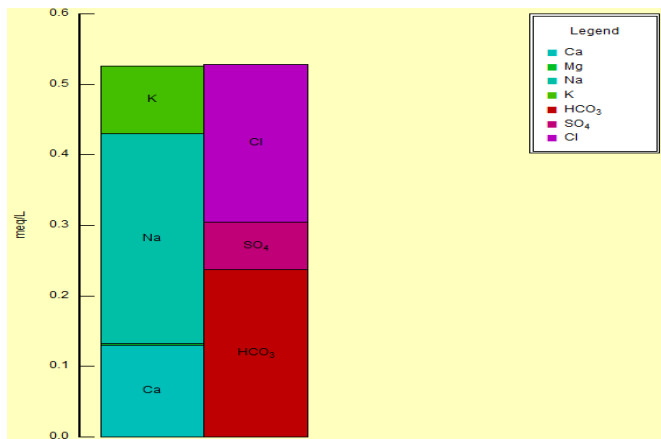 0.6
0.5
0.4
0.3
0.2
0.1
0.0
meq/L
K
Na
Ca
Cl
SO₄
HCO₃
Legend
Ca
Mg
Na
K
HCO₃
SO₄
Cl